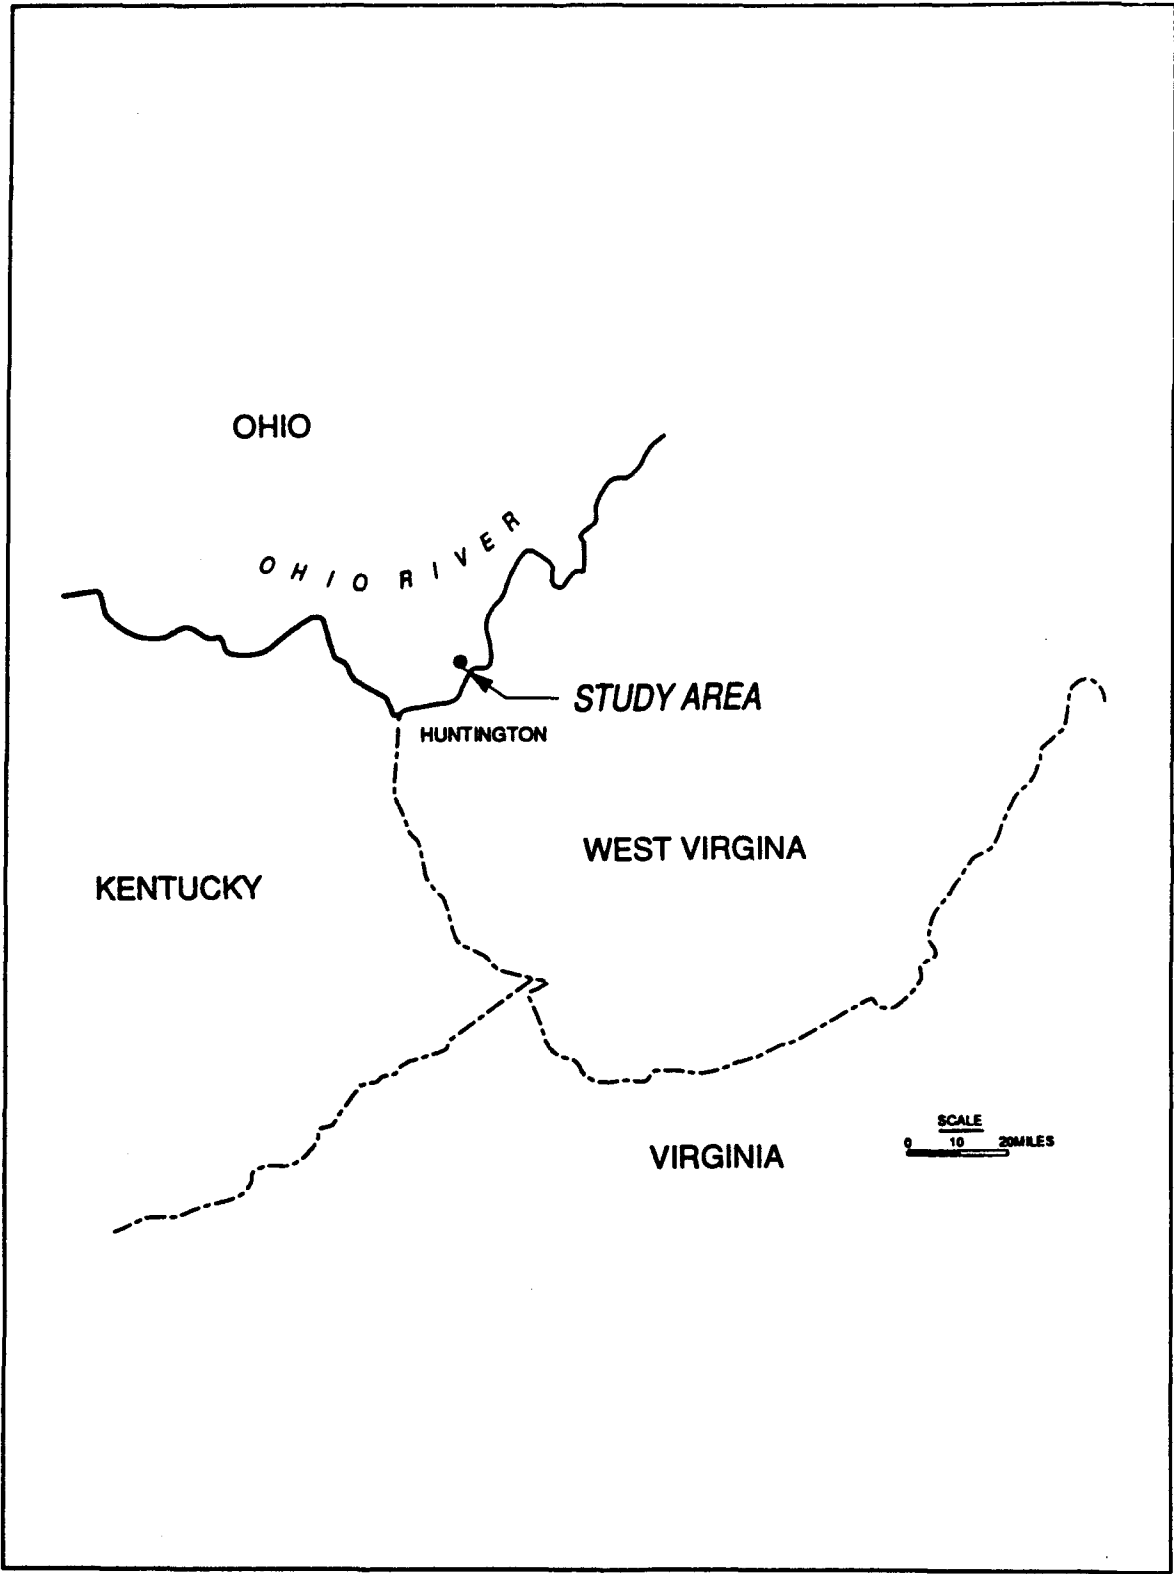 OHIO
OHIO RIVER
STUDY AREA
HUNTINGTON
WEST VIRGINA
KENTUCKY
SCALE
0 10 20MILES
VIRGINIA